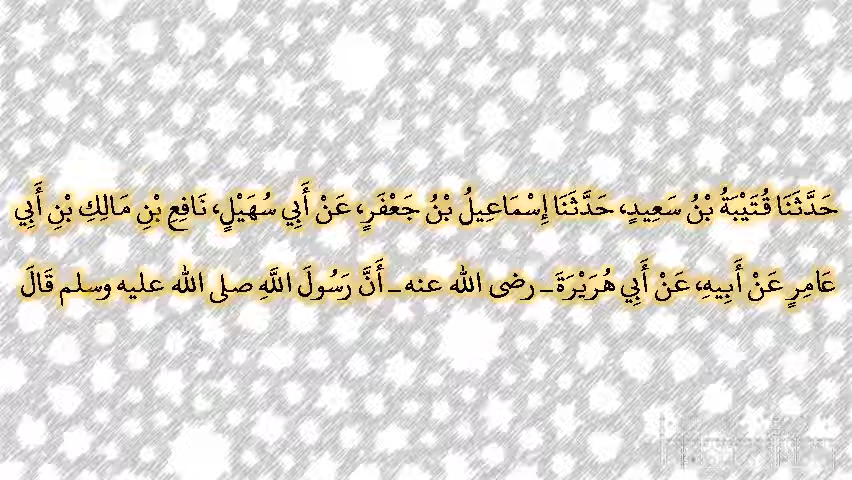 حَدَّثَنَا قُتَيْبَةُ بْنُ سَعِيدٍ، حَدَّثَنَا إِسْمَاعِيلُ بْنُ جَعْفَرٍ، عَنْ أَبِي سُهَيْلٍ، نَافِعِ بْنِ مَالِكِ بْنِ أَبِي
عَامِرٍ عَنْ أَبِيهِ، عَنْ أَبِي هُرَيْرَةَ ـ رضى الله عنه ـ أَنَّ رَسُولَ اللَّهِ صلى الله عليه وسلم قَالَ